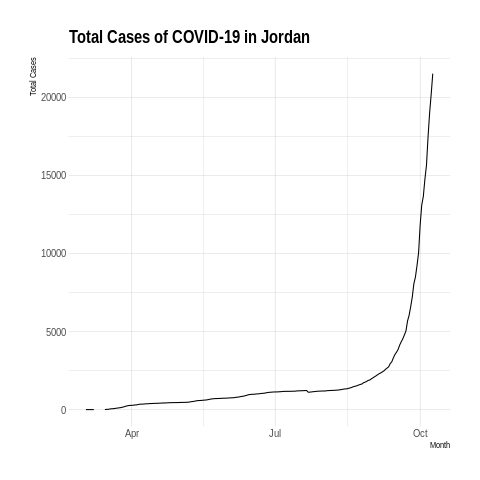 Total Cases of COVID-19 in Jordan
Total Cases
20000
15000
10000
5000
0
Apr
Jul
Oct
Month